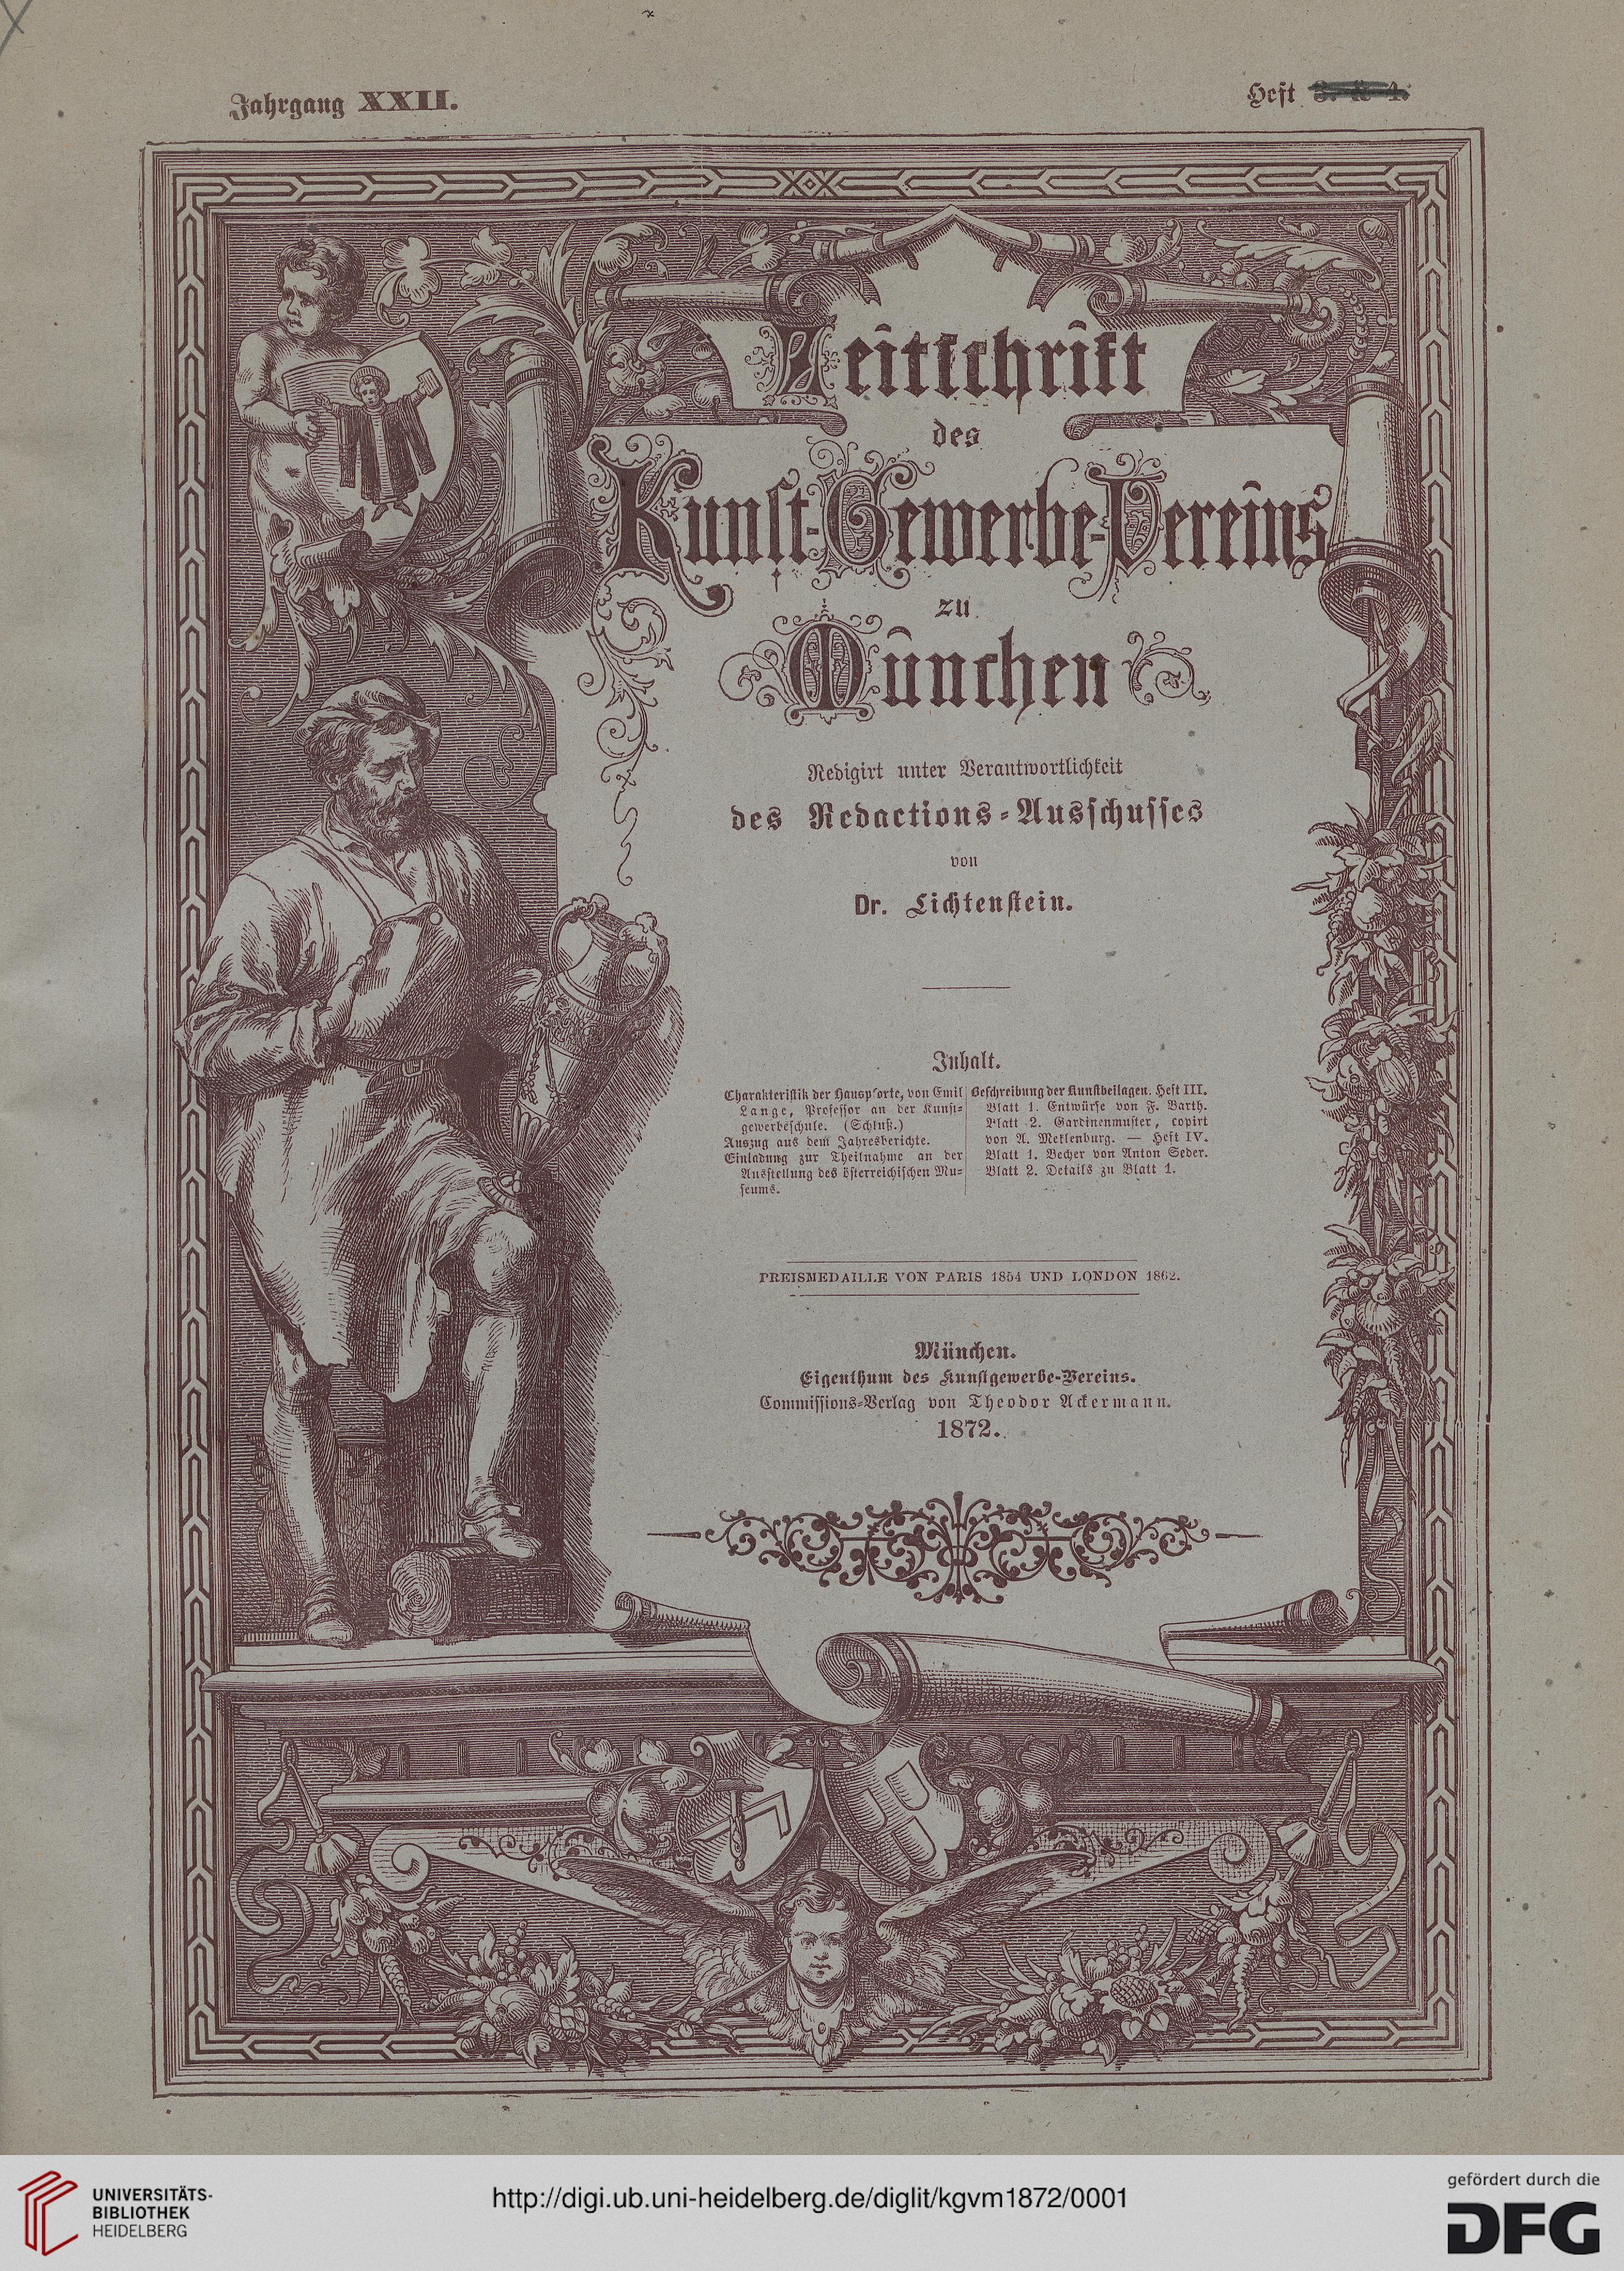 Jahrgang XXII.
Heft 3. & 4.
Zeitschrift
des
Kunst-Gewerbe-Vereins
zu
München
Redigirt unter Verantwortlichkeit
des Redactions-Ausschusses
von
Dr. Lichtenstein.
Inhalt.
Charakteristik der Hauspforte, von Emil
Lange, Professor an der Kunst-
gewerbeschule. (Schluß.)
Auszug aus dem Jahresberichte.
Einladung zur Theilnahme an der
Ausstellung des österreichischen Mu-
seums.
Beschreibung der Kunstbeilagen. Heft III.
Blatt 1. Entwürfe von F. Barth.
Blatt 2. Gardinenmuster, copirt
von A. Meklenburg. — Heft IV.
Blatt 1. Becher von Anton Seder.
Blatt 2. Details zu Blatt 1.
PREISMEDAILLE VON PARIS 1854 UND LONDON 1862.
München.
Eigenthum des Kunstgewerbe-Vereins.
Commissions-Verlag von Theodor Ackermann.
1872.
UNIVERSITÄTS-
BIBLIOTHEK
HEIDELBERG
http://digi.ub.uni-heidelberg.de/diglit/kgvm1872/0001
gefördert durch die
DFG